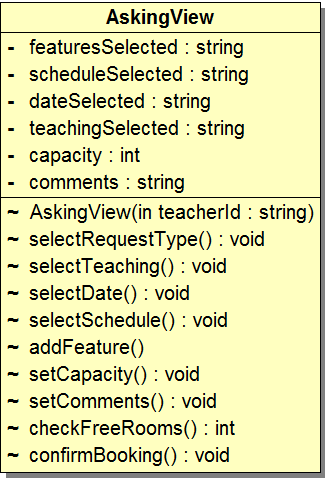 AskingView
- featuresSelected : string
- scheduleSelected : string
- dateSelected : string
- teachingSelected : string
- capacity : int
- comments : string
~ AskingView(in teacherId : string)
~ selectRequestType() : void
~ selectTeaching() : void
~ selectDate() : void
~ selectSchedule() : void
~ addFeature()
~ setCapacity() : void
~ setComments() : void
~ checkFreeRooms() : int
~ confirmBooking() : void